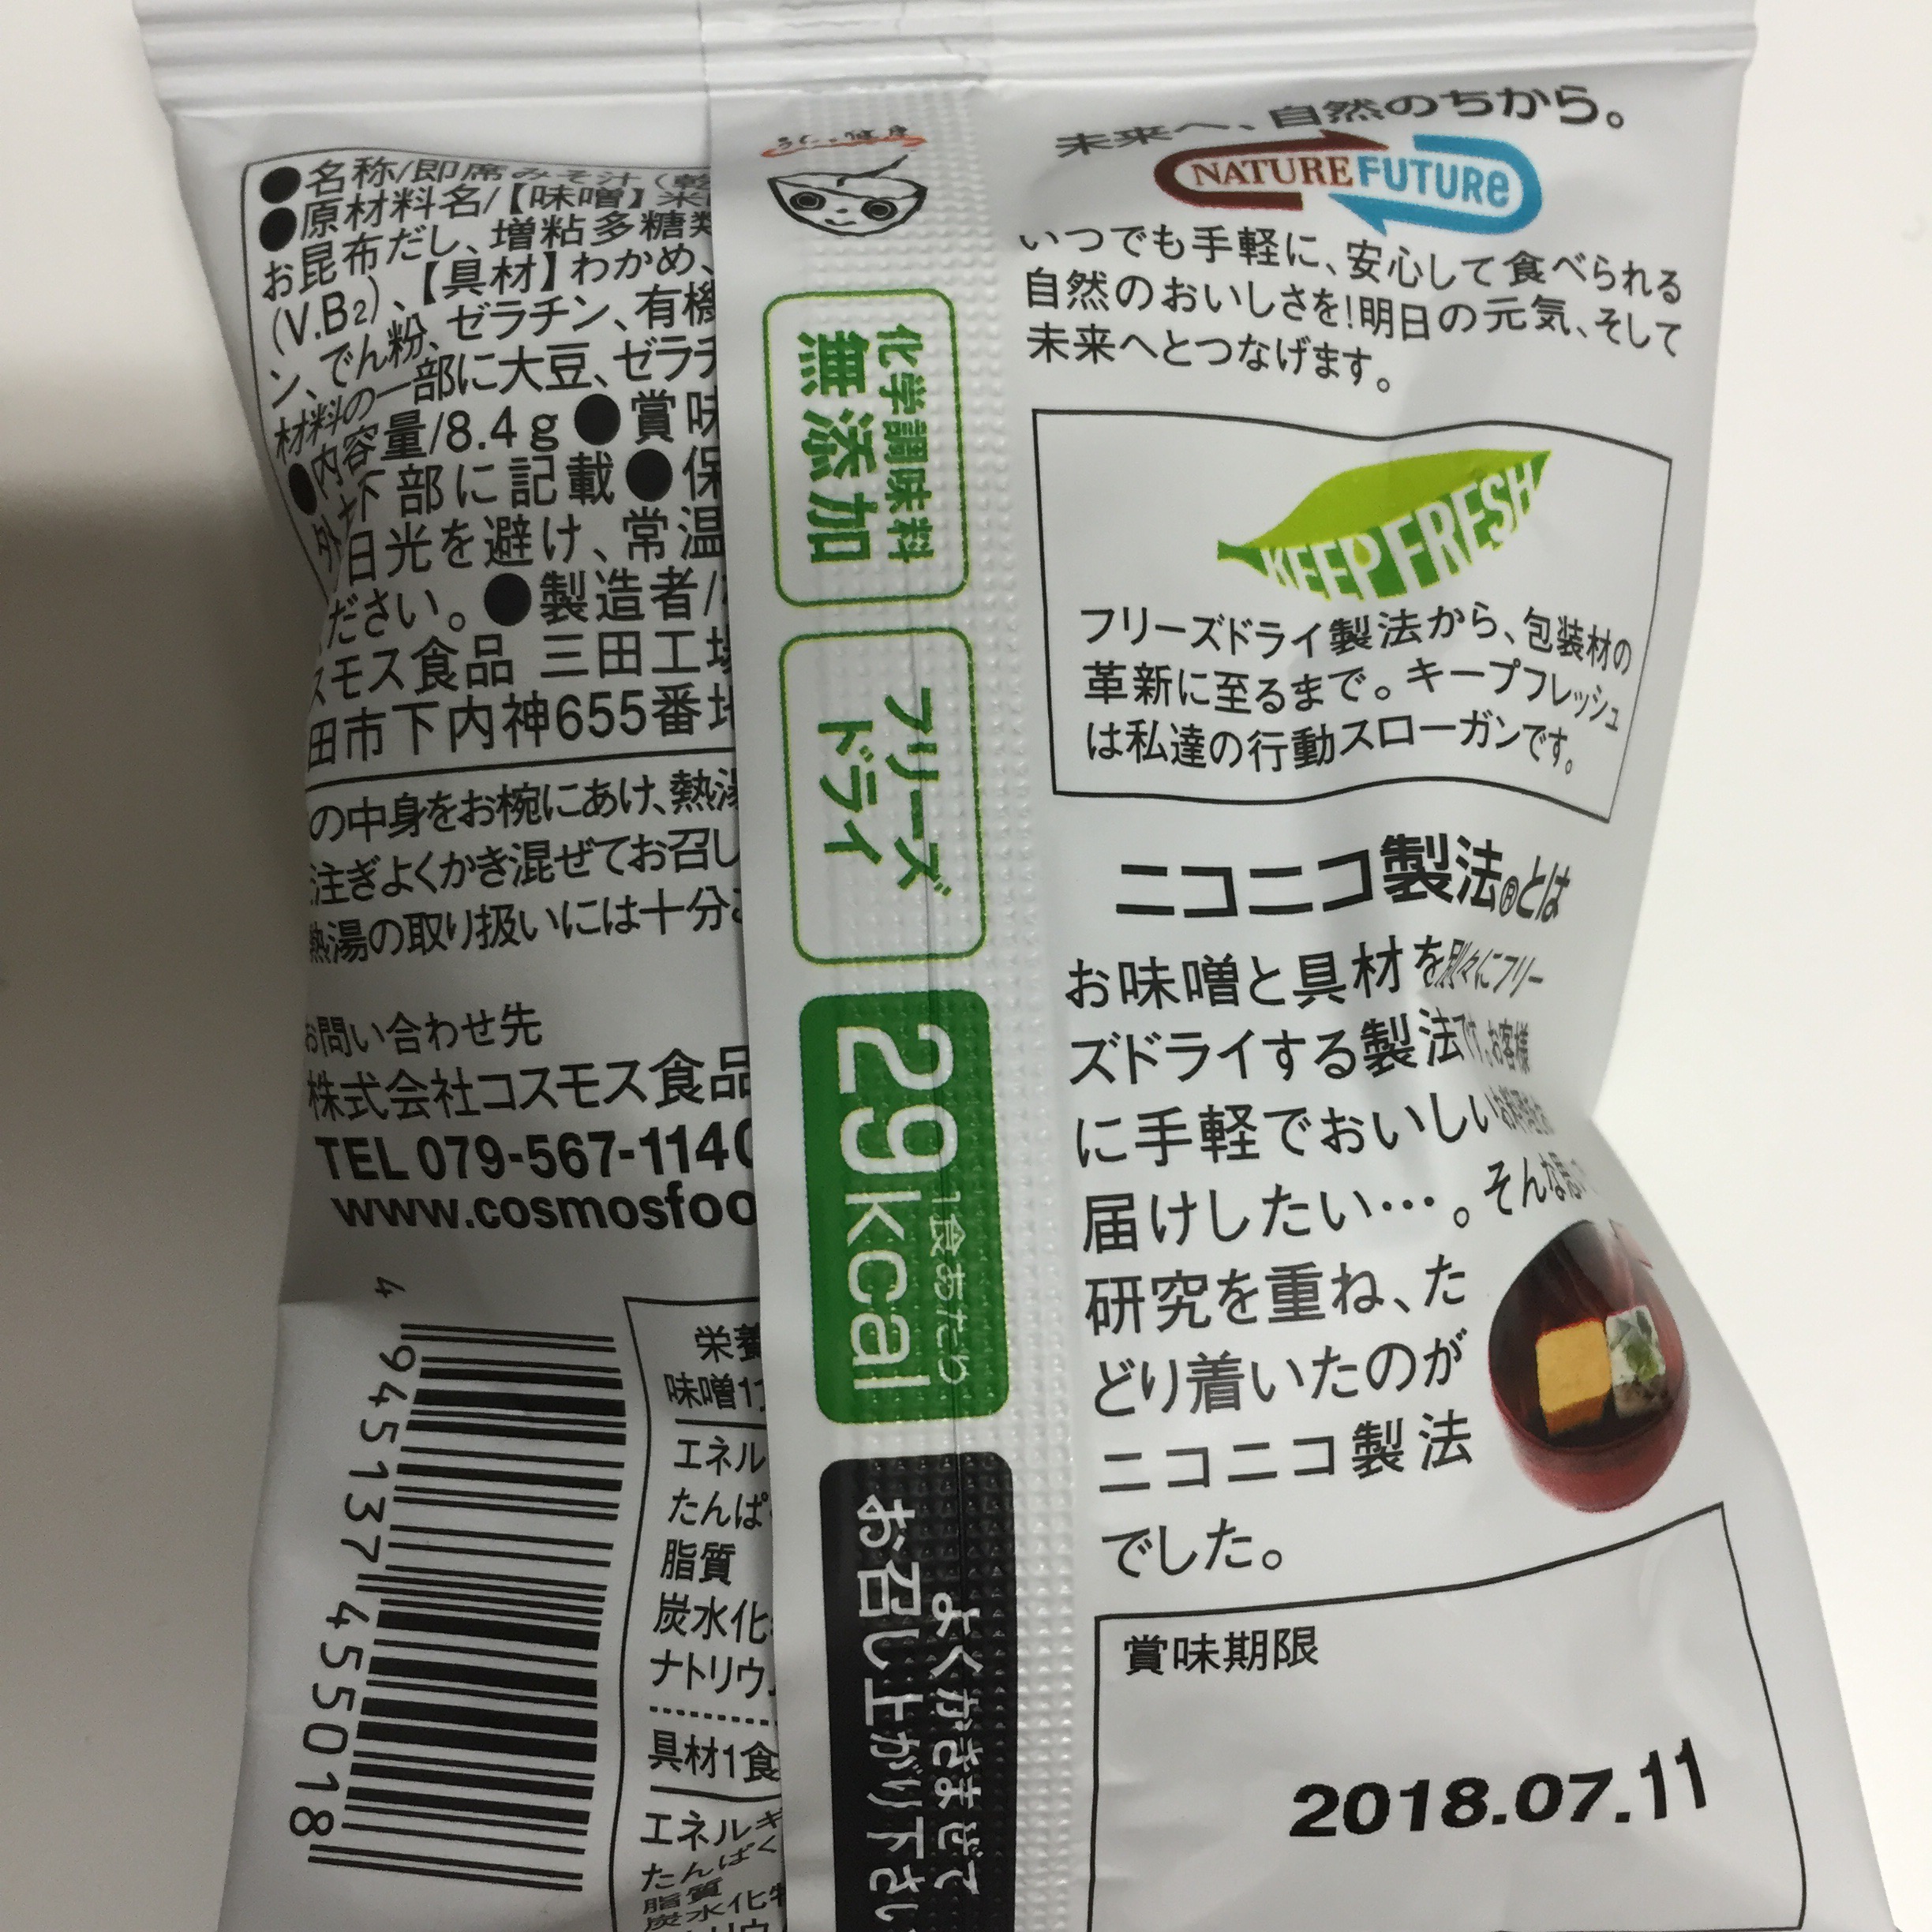 ●名称/即席みそ汁(乾
●原材料名/【味噌】米
お昆布だし、増粘多糖類
(V.B2)、【具材】わかめ、
ン、でん粉、ゼラチン、有機
材料の一部に大豆、ゼラチ
●内容量/8.4g●賞味
外下部に記載●保
日光を避け、常温
ださい。●製造者/
スモス食品 三田工場
田市下内神655番地
の中身をお椀にあけ、熱湯
注ぎよくかき混ぜてお召し
熱湯の取り扱いには十分
お問い合わせ先
株式会社コスモス食品
TEL 079-567-1140
www.cosmosfoo
4 945137 455018
栄養
味噌1
エネル
たんぱ
脂質
炭水化
ナトリウ
具材1食
エネルギ
たんぱく
脂質
炭水化物
化学調味料
無添加
フリーズ
ドライ
1食あたり
29kcal
よくかきまぜて
お召し上がり下さい
未来へ、自然のちから。
NATURE FUTURe
いつでも手軽に、安心して食べられる
自然のおいしさを!明日の元気、そして
未来へとつなげます。
KEEP FRESH
フリーズドライ製法から、包装材の
革新に至るまで。キープフレッシュ
は私達の行動スローガンです。
ニコニコ製法®とは
お味噌と具材を別々にフリー
ズドライする製法です。お客様
に手軽でおいしいお
届けしたい…。そんな思
研究を重ね、た
どり着いたのが
ニコニコ製法
でした。
賞味期限
2018.07.11